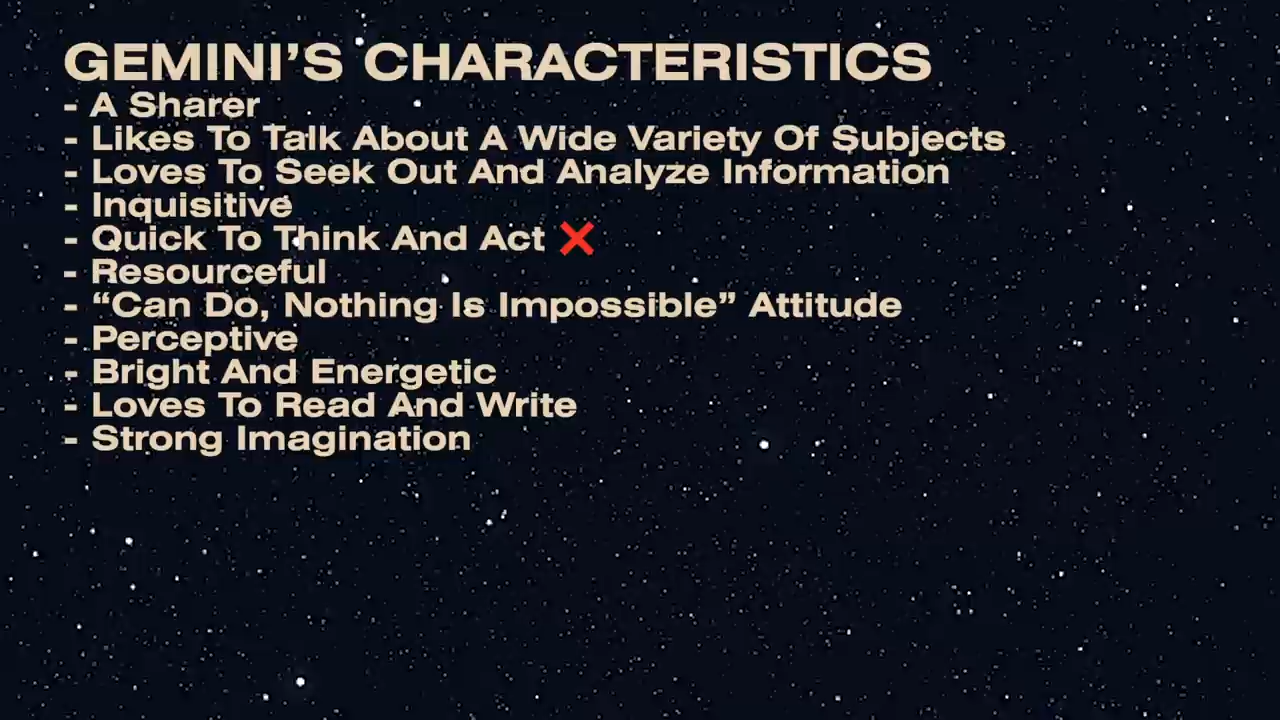 GEMINI’S CHARACTERISTICS
- A Sharer
- Likes To Talk About A Wide Variety Of Subjects
- Loves To Seek Out And Analyze Information
- Inquisitive
- Quick To Think And Act ❌
- Resourceful
- “Can Do, Nothing Is Impossible” Attitude
- Perceptive
- Bright And Energetic
- Loves To Read And Write
- Strong Imagination